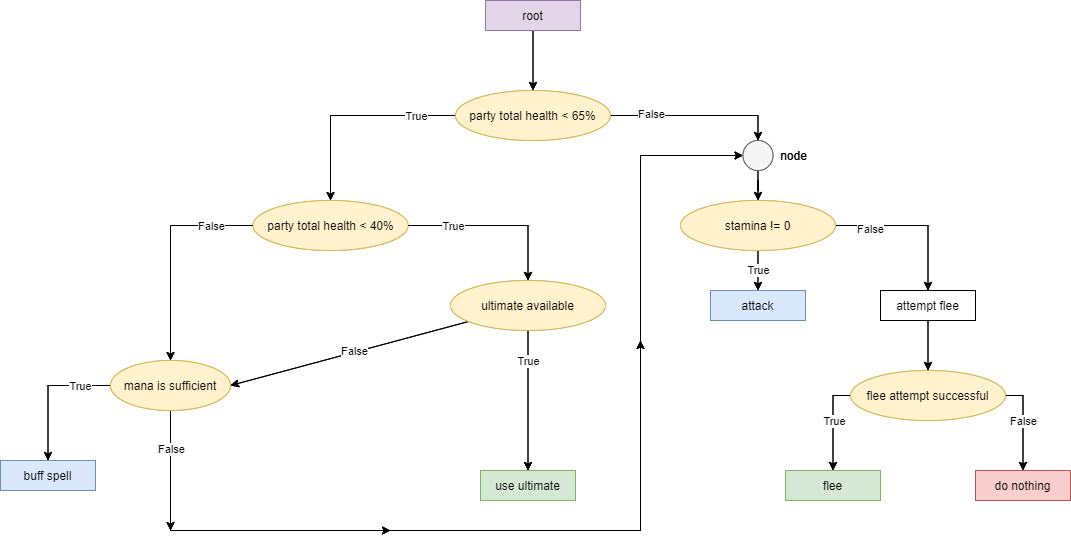 root
party total health < 65%
True
False
node
party total health < 40%
False
True
stamina != 0
False
True
ultimate available
attack
attempt flee
False
True
mana is sufficient
True
flee attempt successful
True
False
False
buff spell
use ultimate
flee
do nothing